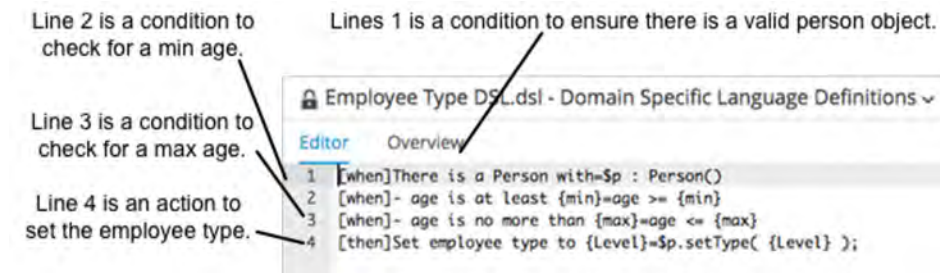 Line 2 is a condition to
check for a min age.
Lines 1 is a condition to ensure there is a valid person object.
Line 3 is a condition to
check for a max age.
Line 4 is an action to
set the employee type.
Employee Type DSL.dsl - Domain Specific Language Definitions
Editor Overview
1 [when]There is a Person with=$p : Person()
2 [when]- age is at least {min}=age >= {min}
3 [when]- age is no more than {max}=age <= {max}
4 [then]Set employee type to {Level}=$p.setType( {Level} );